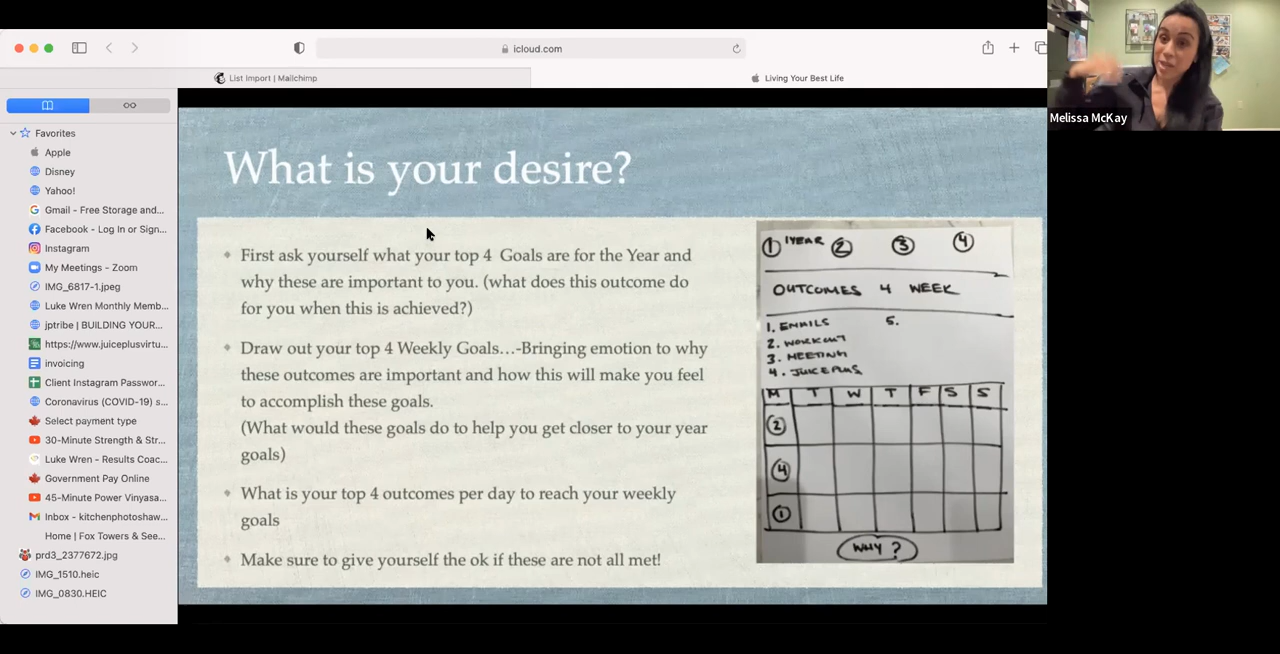 icloud.com
List Import | Mailchimp
Living Your Best Life
Favorites
Apple
Disney
Yahoo!
Gmail - Free Storage and...
Facebook - Log In or Sign...
Instagram
My Meetings - Zoom
IMG_6817-1.jpeg
Luke Wren Monthly Memb...
jptribe | BUILDING YOUR...
https://www.juiceplusvirtu...
invoicing
Client Instagram Passwor...
Coronavirus (COVID-19) s...
Select payment type
30-Minute Strength & Str...
Luke Wren - Results Coac...
Government Pay Online
45-Minute Power Vinyasa...
Inbox - kitchenphotoshaw...
Home | Fox Towers & See...
prd3_2377672.jpg
IMG_1510.heic
IMG_0830.HEIC
What is your desire?
First ask yourself what your top 4 Goals are for the Year and
why these are important to you. (what does this outcome do
for you when this is achieved?)
Draw out your top 4 Weekly Goals...-Bringing emotion to why
these outcomes are important and how this will make you feel
to accomplish these goals.
(What would these goals do to help you get closer to your year
goals)
What is your top 4 outcomes per day to reach your weekly
goals
Make sure to give yourself the ok if these are not all met!
1 1 YEAR 2 3 4
OUTCOMES 4 WEEK
1. EMAILS 5.
2. WORKOUT
3. MEETING
4. JUICE PLUS
M T W T F S S
2
4
1
WHY?
Melissa McKay